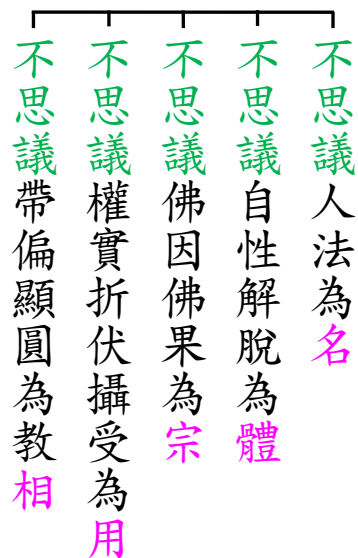 不思議人法為名
不思議自性解脫為體
不思議佛因佛果為宗
不思議權實折伏攝受為用
不思議帶偏顯圓為教相